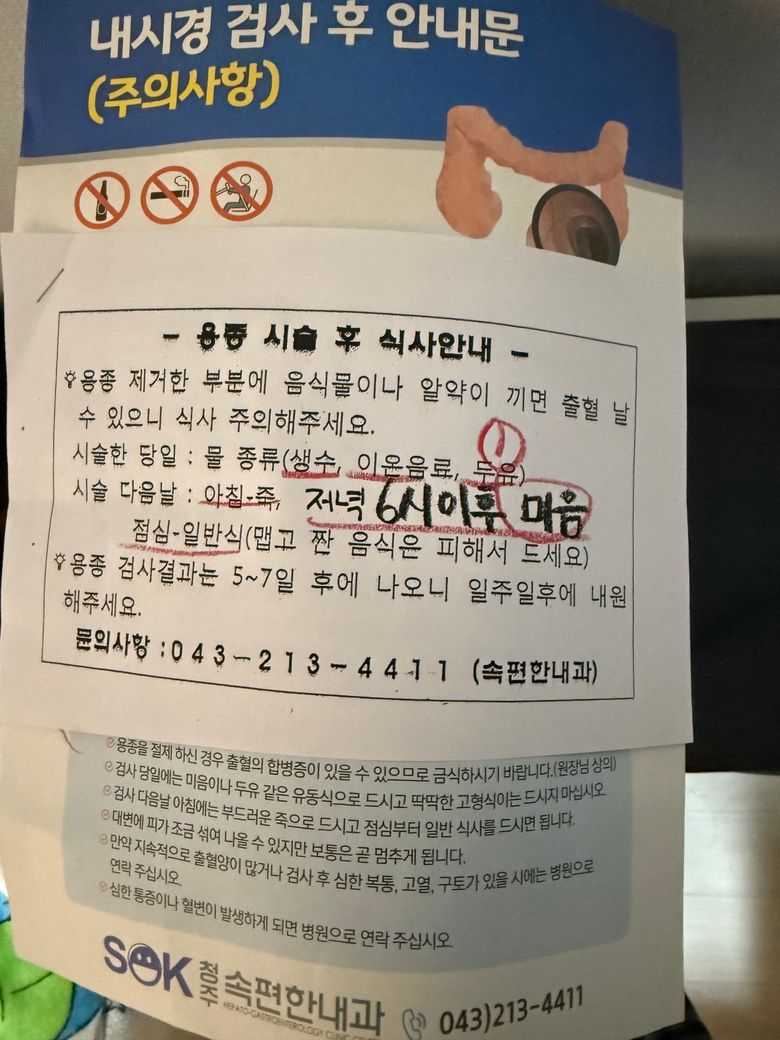 내시경 검사 후 안내문
(주의사항)
- 용종 시술 후 식사안내 -
용종 제거한 부분에 음식물이나 알약이 끼면 출혈 날
수 있으니 식사 주의해주세요.
시술한 당일 : 물 종류(생수, 이온음료, 두유)
1
시술 다음날 : 아침-죽, 저녁 6시이후 미음
점심-일반식(맵고 짠 음식은 피해서 드세요)
용종 검사결과는 5~7일 후에 나오니 일주일후에 내원
해주세요.
문의사항 :043-213-4411 (속편한내과)
용종을 절제 하신 경우 출혈의 합병증이 있을 수 있으므로 금식하시기 바랍니다.(원장님 상의)
검사 당일에는 미음이나 두유 같은 유동식으로 드시고 딱딱한 고형식이는 드시지 마십시오.
검사 다음날 아침에는 부드러운 죽으로 드시고 점심부터 일반 식사를 드시면 됩니다.
대변에 피가 조금 섞여 나올 수 있지만 보통은 곧 멈추게 됩니다.
만약 지속적으로 출혈양이 많거나 검사 후 심한 복통, 고열, 구토가 있을 시에는 병원으로
연락 주십시오.
심한 통증이나 혈변이 발생하게 되면 병원으로 연락 주십시오.
SOK 청주 속편한내과 043)213-4411
HEPATO-GASTROENTEROLOGY CLINIC